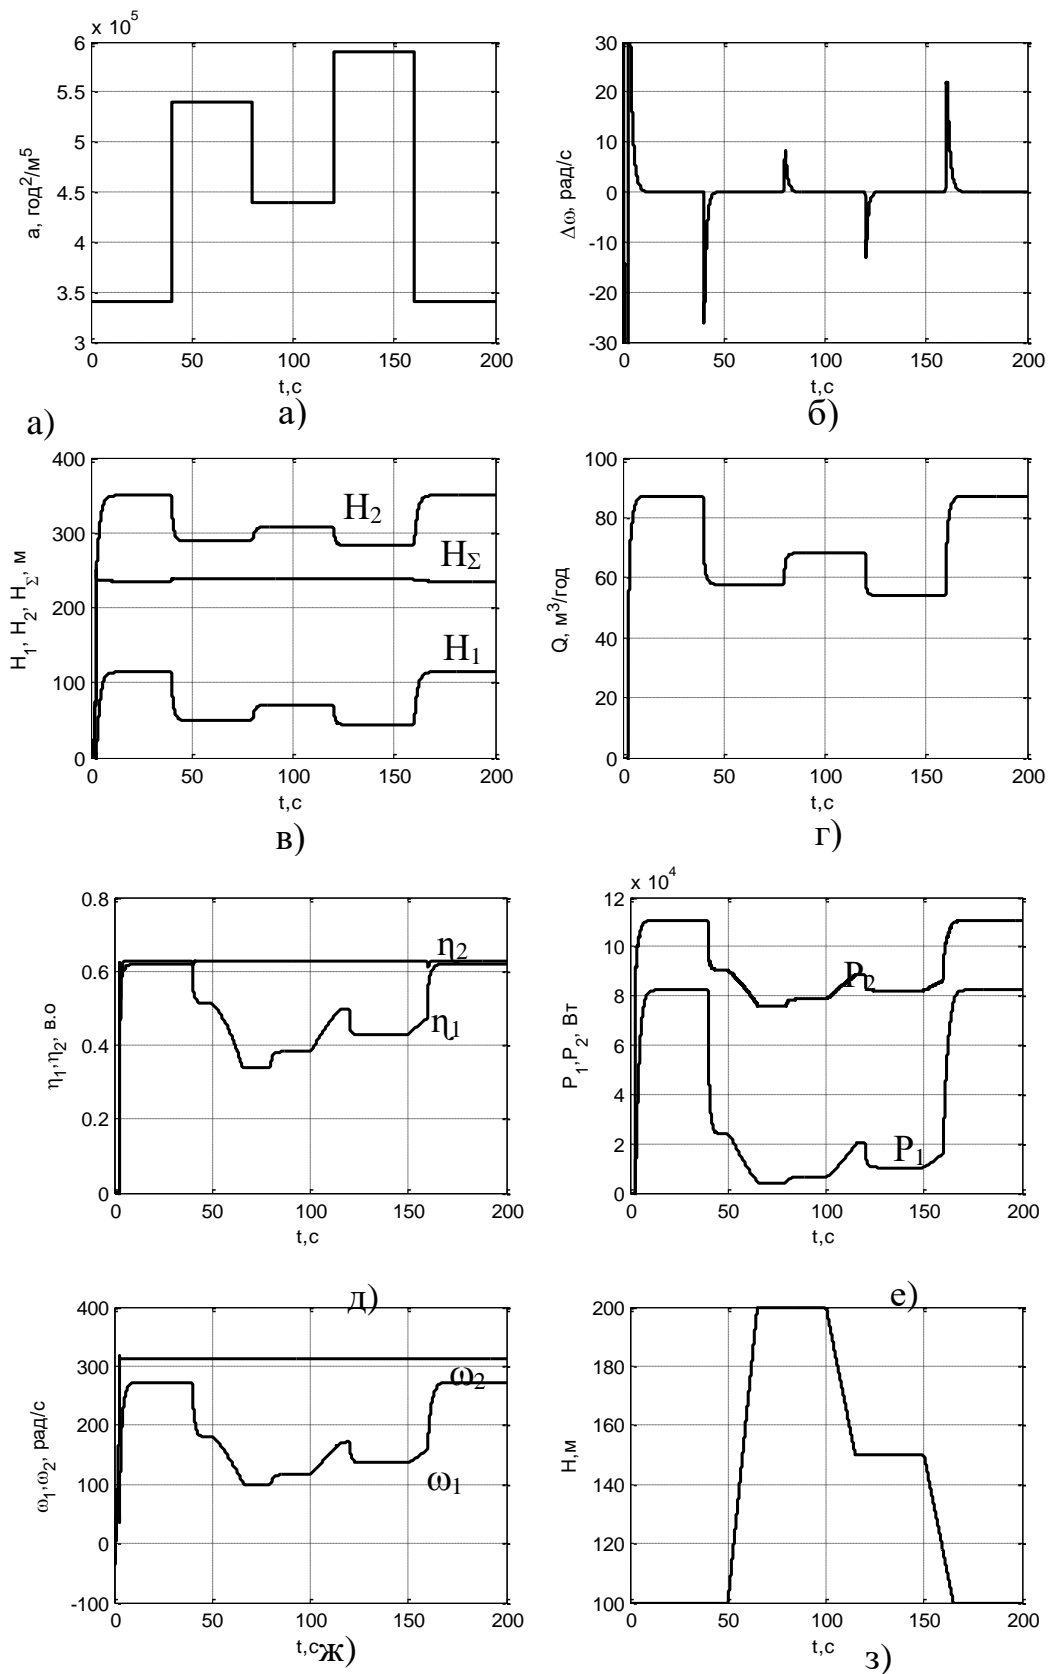 x 10⁵
6
5.5
5
4.5
4
3.5
3
a, год²/м⁵
0 50 100 150 200
t,c
а) а)
30
20
10
0
-10
-20
-30
Δω, рад/с
0 50 100 150 200
t,c
б)
400
300
200
100
0
H₁, H₂, H_Σ, м
H₂
H_Σ
H₁
0 50 100 150 200
t,c
в)
100
80
60
40
20
0
Q, м³/год
0 50 100 150 200
t,c
г)
0.8
0.6
0.4
0.2
0
η₁,η₂, в.о
η₂
η₁
0 50 100 150 200
t,c
д)
x 10⁴
12
10
8
6
4
2
0
P₁,P₂, Вт
P₂
P₁
0 50 100 150 200
t,c
е)
400
300
200
100
0
-100
ω₁,ω₂, рад/с
ω₂
ω₁
0 50 100 150 200
t,c ж)
200
180
160
140
120
100
H,м
0 50 100 150 200
t,c
з)